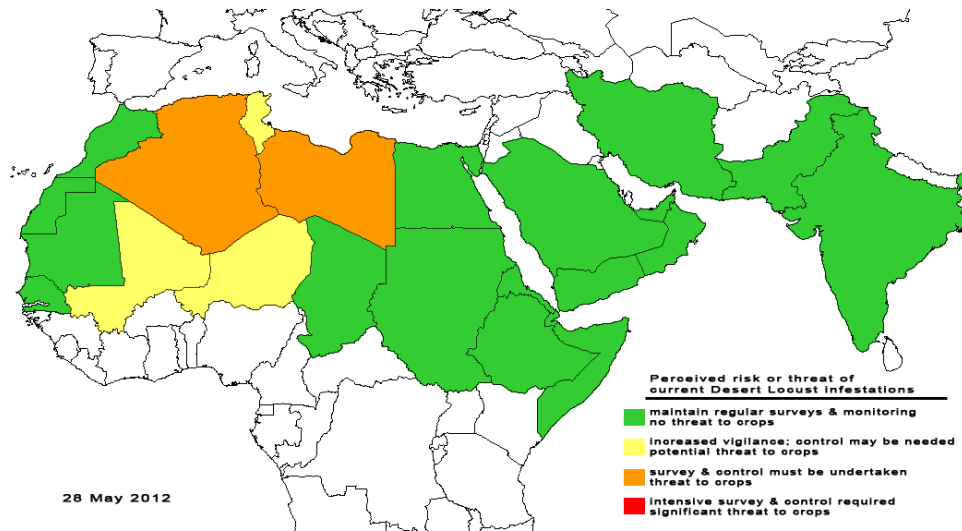 Perceived risk or threat of
current Desert Locust infestations
maintain regular surveys & monitoring
no threat to crops
increased vigilance; control may be needed
potential threat to crops
survey & control must be undertaken
threat to crops
intensive survey & control required
significant threat to crops
28 May 2012